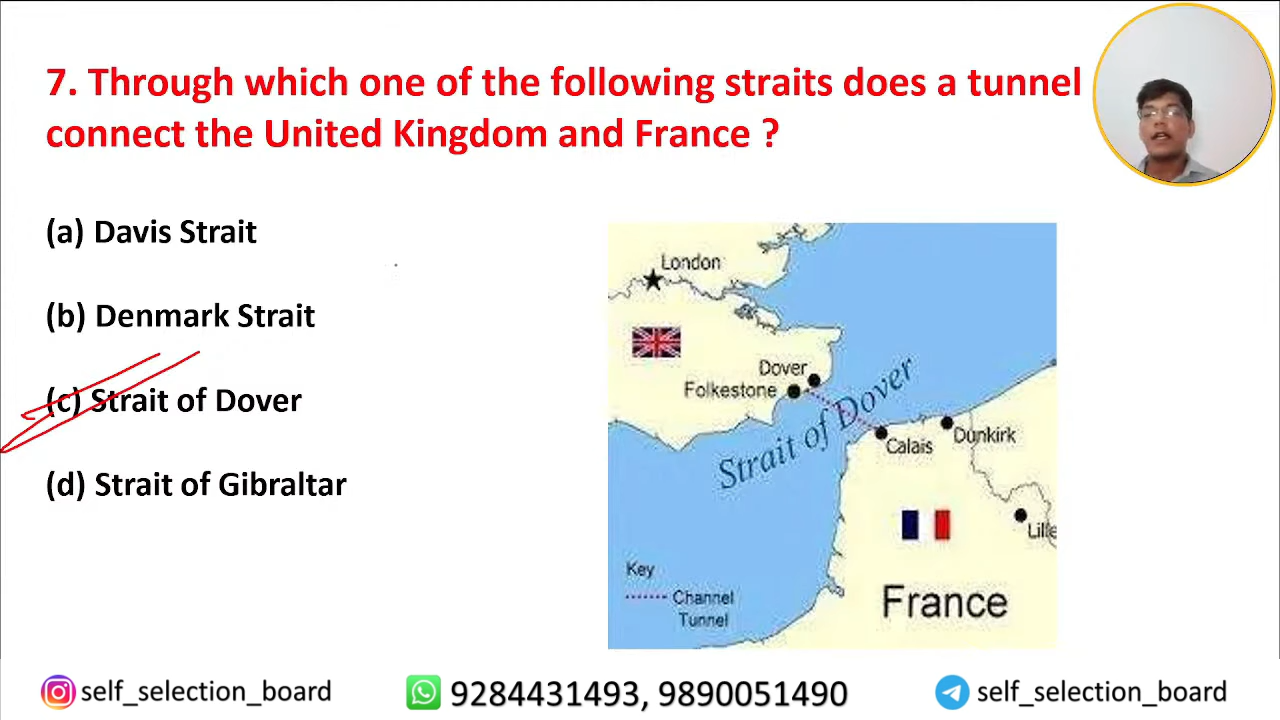 7. Through which one of the following straits does a tunnel
connect the United Kingdom and France ?
(a) Davis Strait
(b) Denmark Strait
(c) Strait of Dover
(d) Strait of Gibraltar
London
Dover
Folkestone
Strait of Dover
Calais
Dunkirk
Lille
France
Key
Channel
Tunnel
self_selection_board
9284431493, 9890051490
self_selection_board